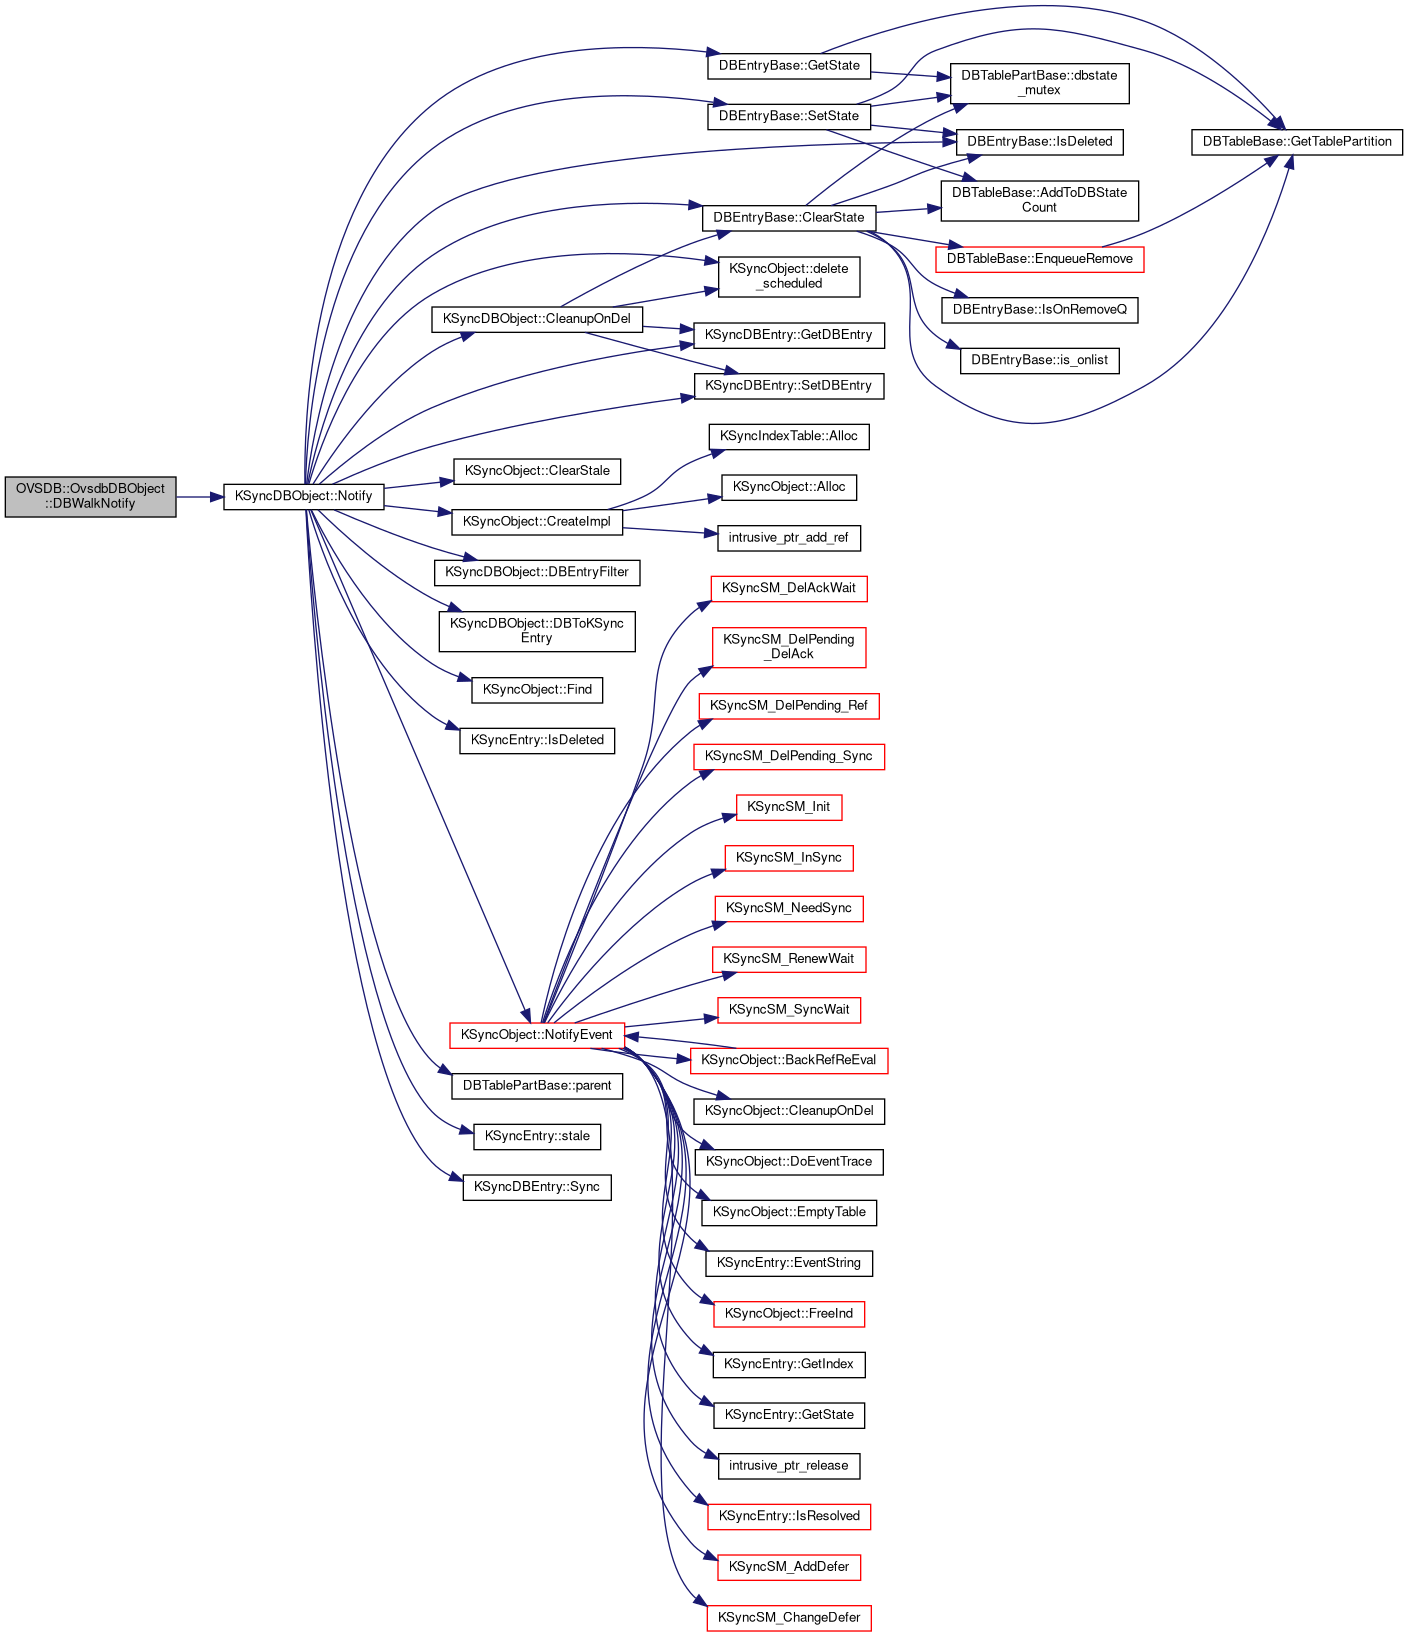 OVSDB::OvsdbDBObject
::DBWalkNotify
KSyncDBObject::Notify
DBEntryBase::GetState
DBEntryBase::SetState
DBEntryBase::ClearState
KSyncObject::delete
_scheduled
KSyncDBObject::CleanupOnDel
KSyncDBEntry::GetDBEntry
KSyncDBEntry::SetDBEntry
DBTablePartBase::dbstate
_mutex
DBEntryBase::IsDeleted
DBTableBase::AddToDBState
Count
DBTableBase::EnqueueRemove
DBEntryBase::IsOnRemoveQ
DBEntryBase::is_onlist
DBTableBase::GetTablePartition
KSyncIndexTable::Alloc
KSyncObject::ClearStale
KSyncObject::Alloc
KSyncObject::CreateImpl
intrusive_ptr_add_ref
KSyncDBObject::DBEntryFilter
KSyncDBObject::DBToKSync
Entry
KSyncObject::Find
KSyncEntry::IsDeleted
KSyncObject::NotifyEvent
DBTablePartBase::parent
KSyncEntry::stale
KSyncDBEntry::Sync
KSyncSM_DelAckWait
KSyncSM_DelPending
_DelAck
KSyncSM_DelPending_Ref
KSyncSM_DelPending_Sync
KSyncSM_Init
KSyncSM_InSync
KSyncSM_NeedSync
KSyncSM_RenewWait
KSyncSM_SyncWait
KSyncObject::BackRefReEval
KSyncObject::CleanupOnDel
KSyncObject::DoEventTrace
KSyncObject::EmptyTable
KSyncEntry::EventString
KSyncObject::FreeInd
KSyncEntry::GetIndex
KSyncEntry::GetState
intrusive_ptr_release
KSyncEntry::IsResolved
KSyncSM_AddDefer
KSyncSM_ChangeDefer